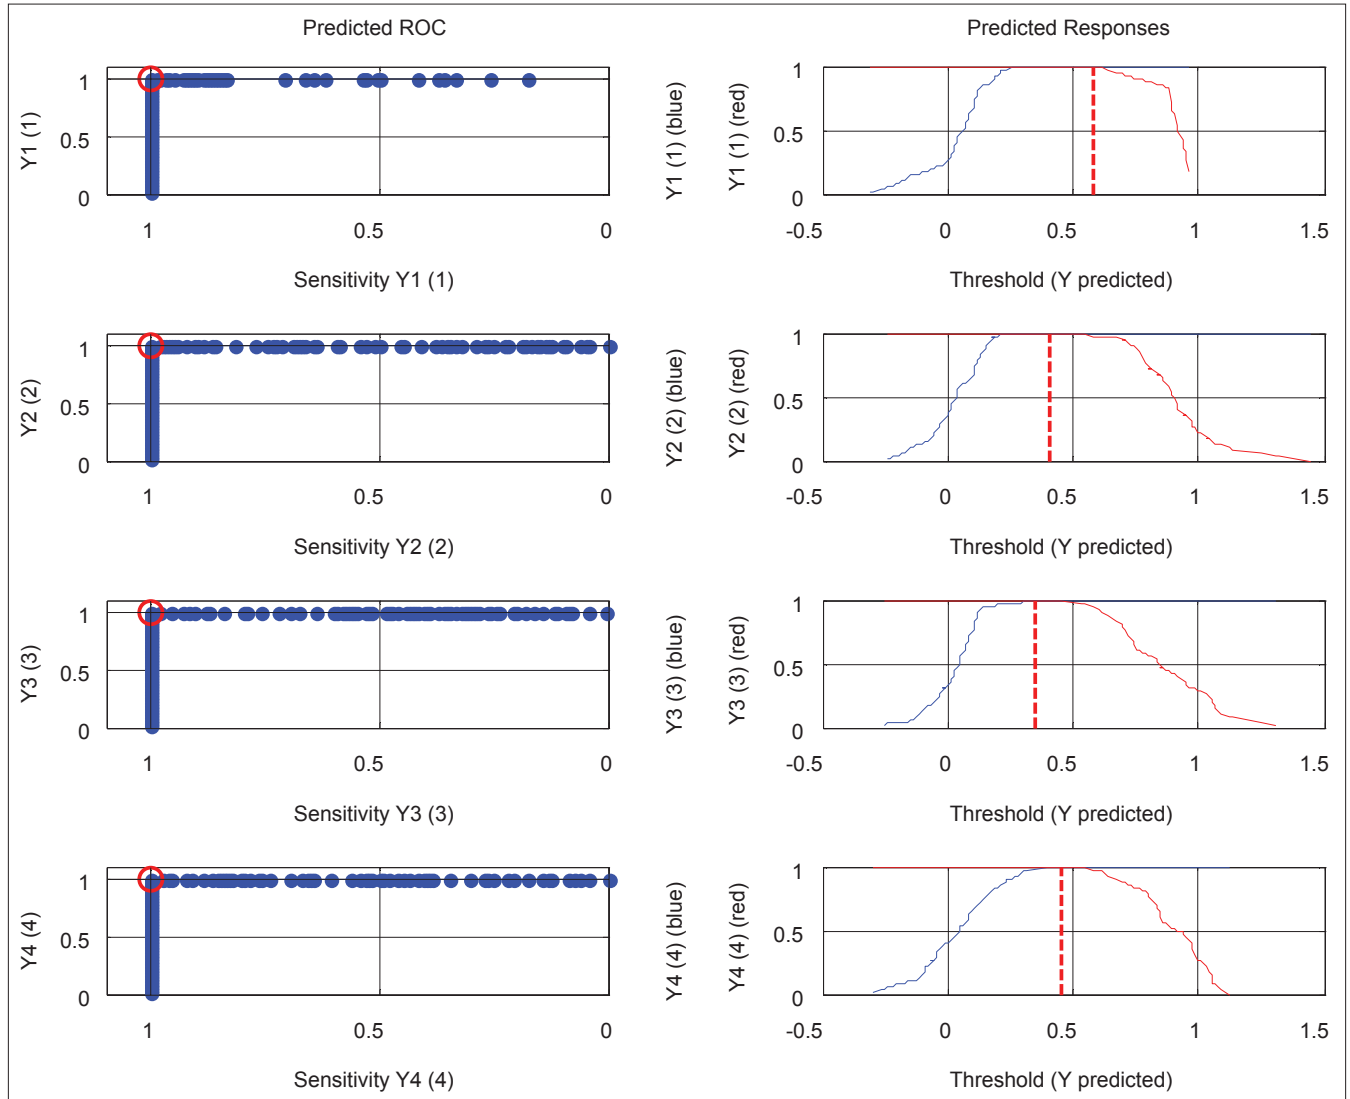 Predicted ROC
Predicted Responses
Y1 (1)
1
0.5
0
1 0.5 0
Sensitivity Y1 (1)
Y1 (1) (blue)
Y1 (1) (red)
1
0.5
0
-0.5 0 0.5 1 1.5
Threshold (Y predicted)
Y2 (2)
1
0.5
0
1 0.5 0
Sensitivity Y2 (2)
Y2 (2) (blue)
Y2 (2) (red)
1
0.5
0
-0.5 0 0.5 1 1.5
Threshold (Y predicted)
Y3 (3)
1
0.5
0
1 0.5 0
Sensitivity Y3 (3)
Y3 (3) (blue)
Y3 (3) (red)
1
0.5
0
-0.5 0 0.5 1 1.5
Threshold (Y predicted)
Y4 (4)
1
0.5
0
1 0.5 0
Sensitivity Y4 (4)
Y4 (4) (blue)
Y4 (4) (red)
1
0.5
0
-0.5 0 0.5 1 1.5
Threshold (Y predicted)